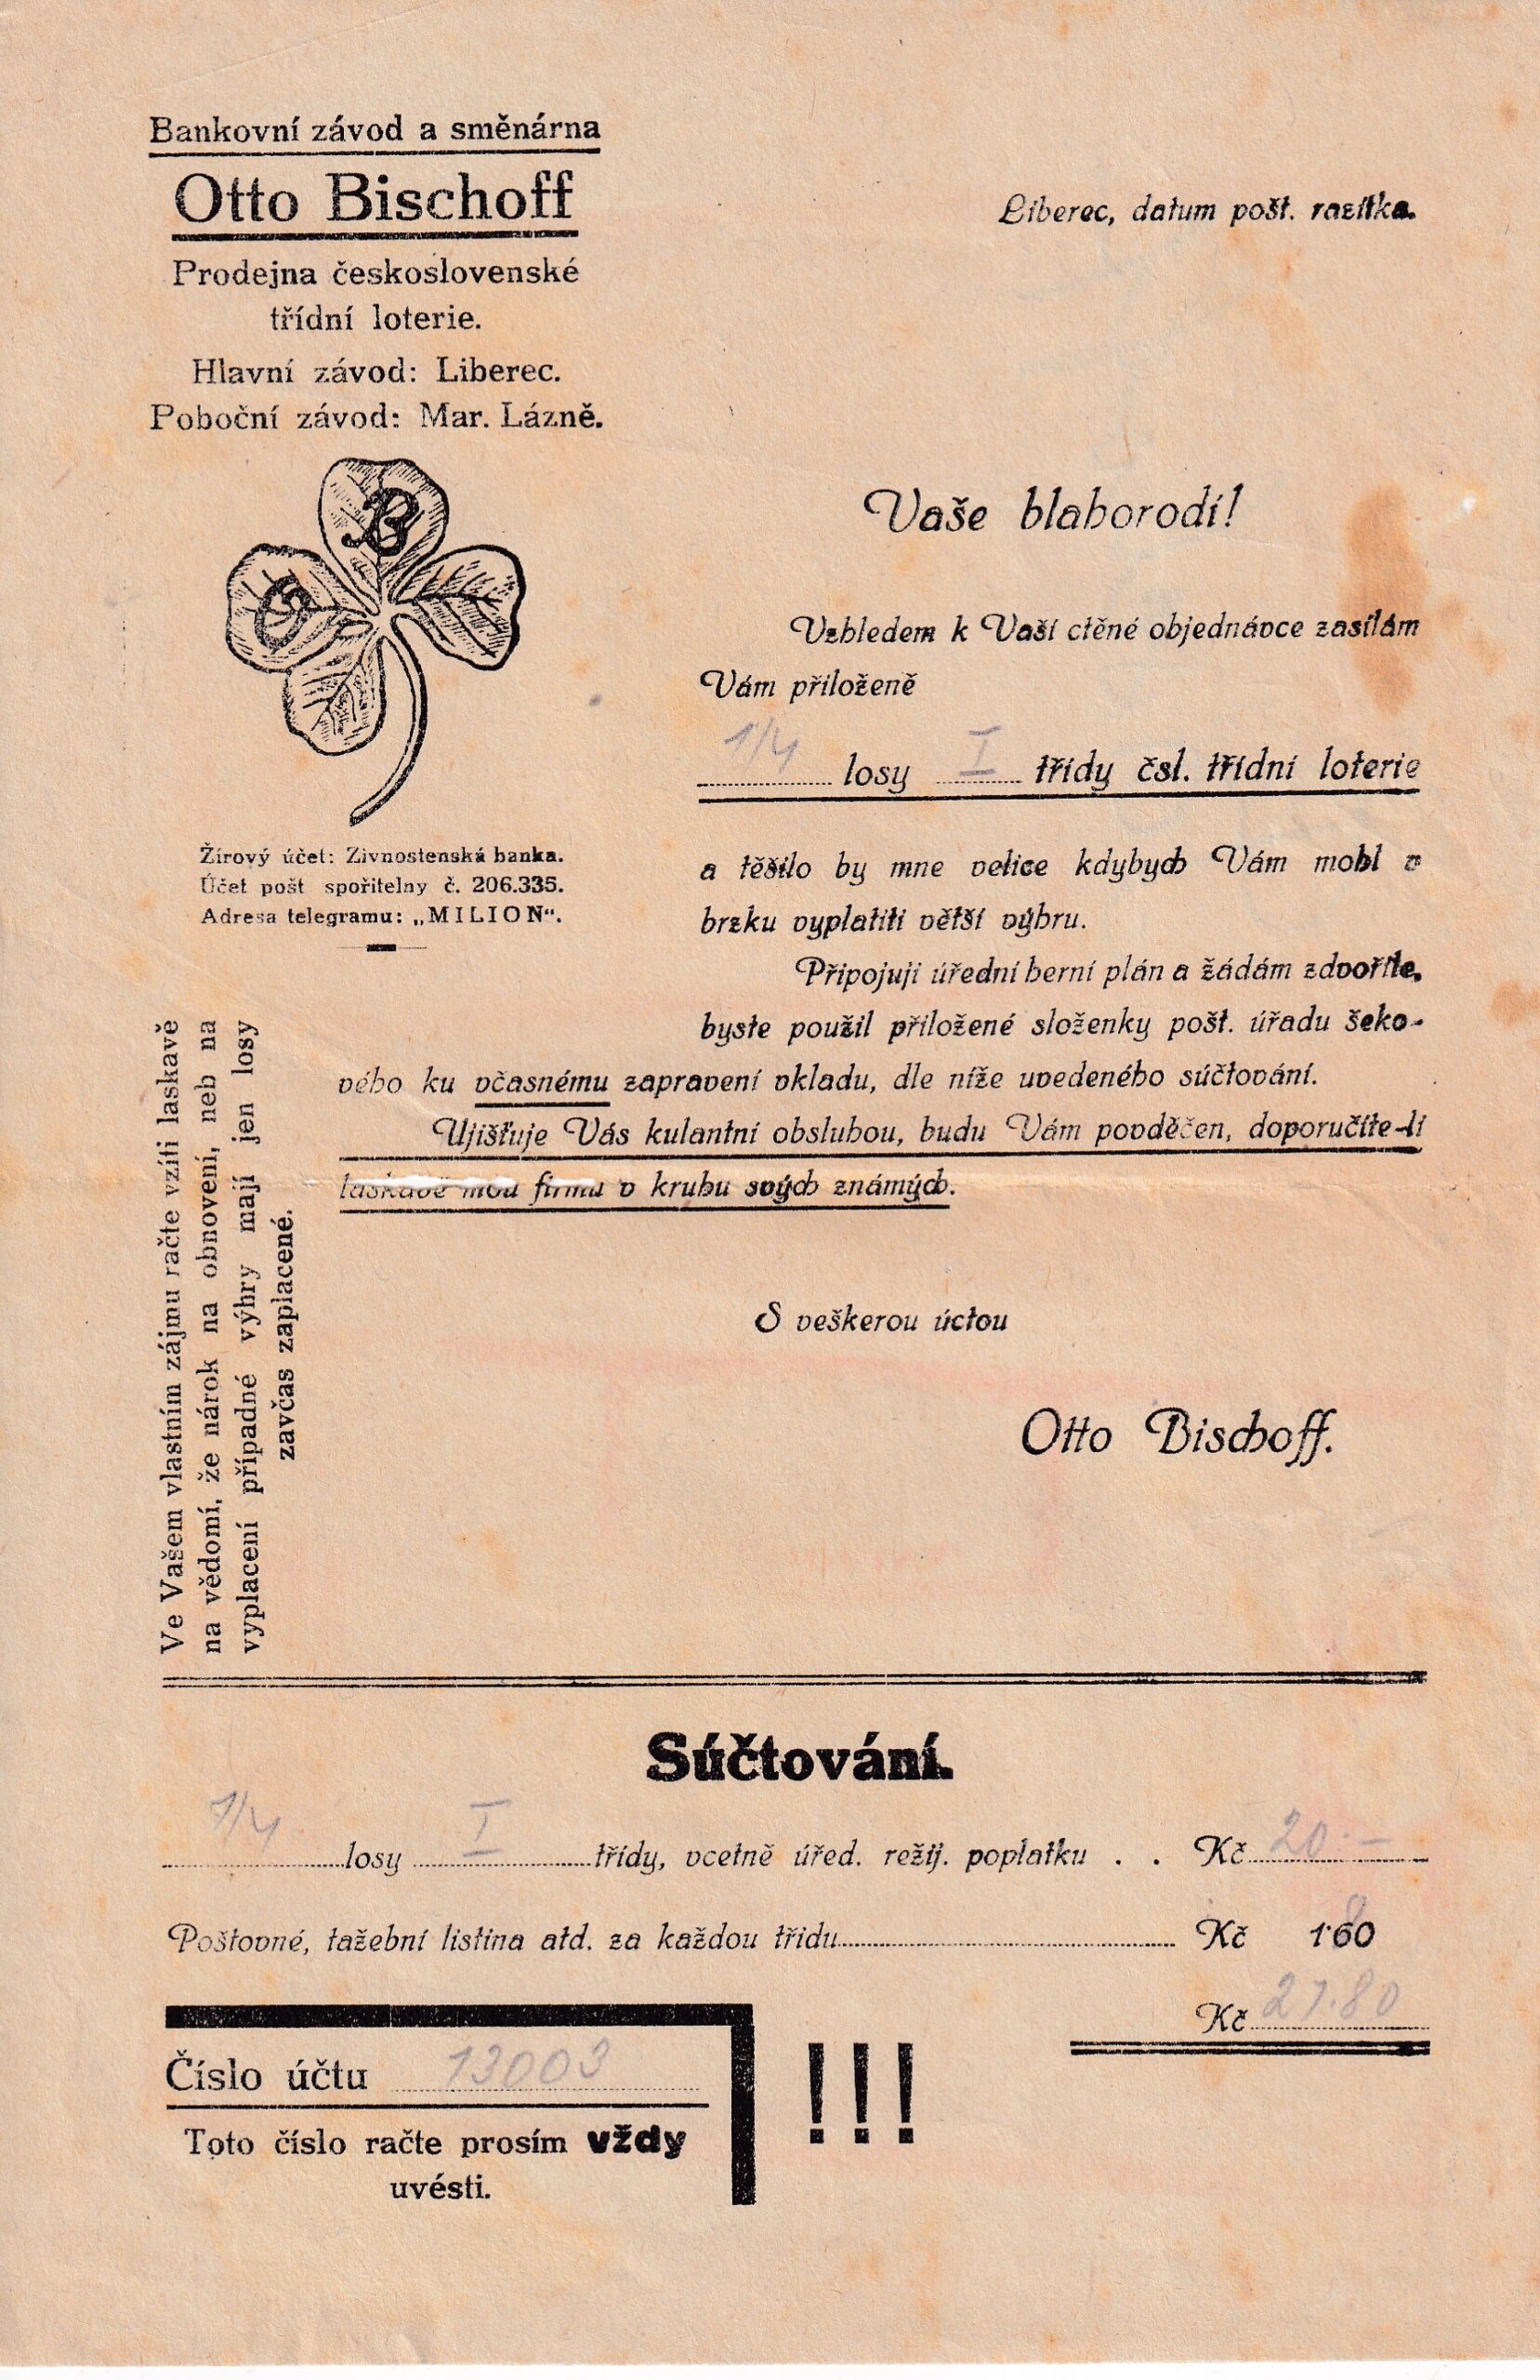 Bankovní závod a směnárna
Otto Bischoff
Prodejna československé
třídní loterie.
Hlavní závod: Liberec.
Poboční závod: Mar. Lázně.
Liberec, datum pošt. razítka.
B
O
Žírový účet: Zivnostenská banka.
Účet pošt spořitelny č. 206.335.
Adresa telegramu: „MILION“.
Vaše blahorodí!
Vzhledem k Vaší ctěné objednávce zasílám
Vám přiloženě
1/4 losy I třídy čsl. třídní loterie
a těšilo by mne velice kdybych Vám mohl v
brzku vyplatiti větší výhru.
Připojuji úřední herní plán a žádám zdvořile,
byste použil přiložené složenky pošt. úřadu šeko-
vého ku včasnému zapravení vkladu, dle níže uvedeného súčtování.
Ujišťuje Vás kulantní obsluhou, budu Vám povděčen, doporučíte-li
laskavě mou firmu v kruhu svých známých.
S veškerou úctou
Otto Bischoff.
Ve Vašem vlastním zájmu račte vzíti laskavě
na vědomí, že nárok na obnovení, neb na
vyplacení případné výhry mají jen losy
zavčas zaplacené.
Súčtování.
1/4 losy I třídy, vcetně úřed. režij. poplatku . . Kč 20.—
Poštovné, tažební listina atd. za každou třídu Kč 1·60
8
Kč 21.80
Číslo účtu 13003
Toto číslo račte prosím vždy
uvésti.
!!!